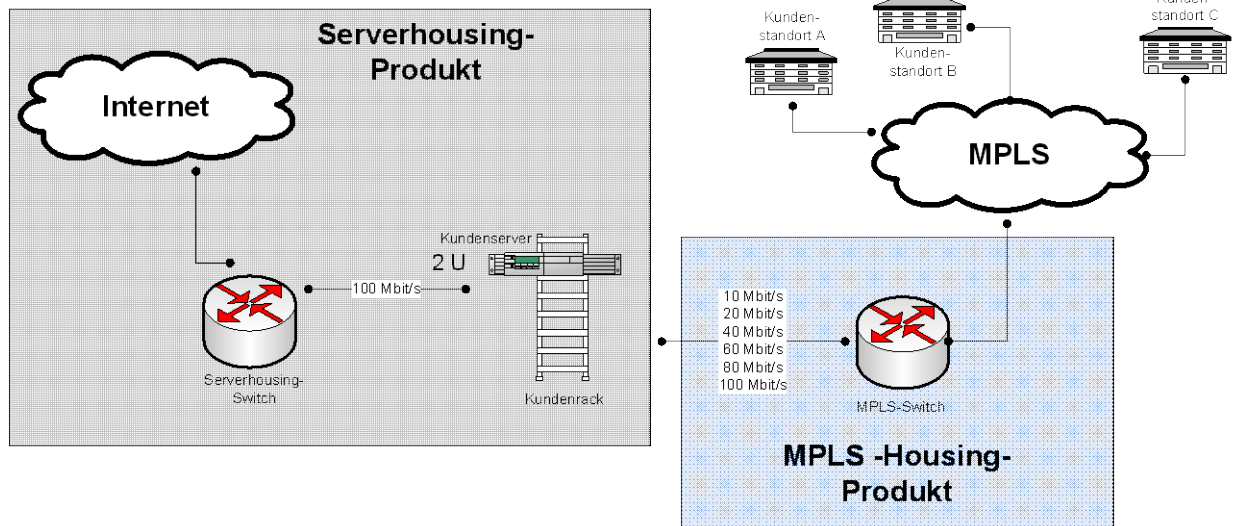 Serverhousing-
Produkt
Internet
Kundenserver
2 U
100 Mbit/s
Serverhousing-
Switch
Kundenrack
Kunden-
standort A
Kunden-
standort B
Kunden-
standort C
MPLS
10 Mbit/s
20 Mbit/s
40 Mbit/s
60 Mbit/s
80 Mbit/s
100 Mbit/s
MPLS-Switch
MPLS -Housing-
Produkt